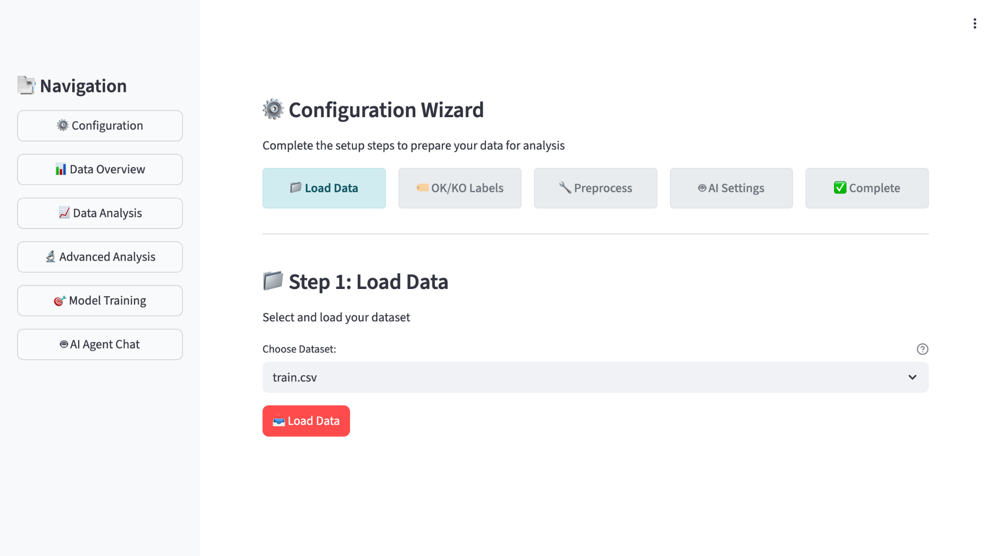 Navigation
Configuration
Data Overview
Data Analysis
Advanced Analysis
Model Training
AI Agent Chat
Configuration Wizard
Complete the setup steps to prepare your data for analysis
Load Data
OK/KO Labels
Preprocess
AI Settings
Complete
Step 1: Load Data
Select and load your dataset
Choose Dataset:
train.csv
Load Data